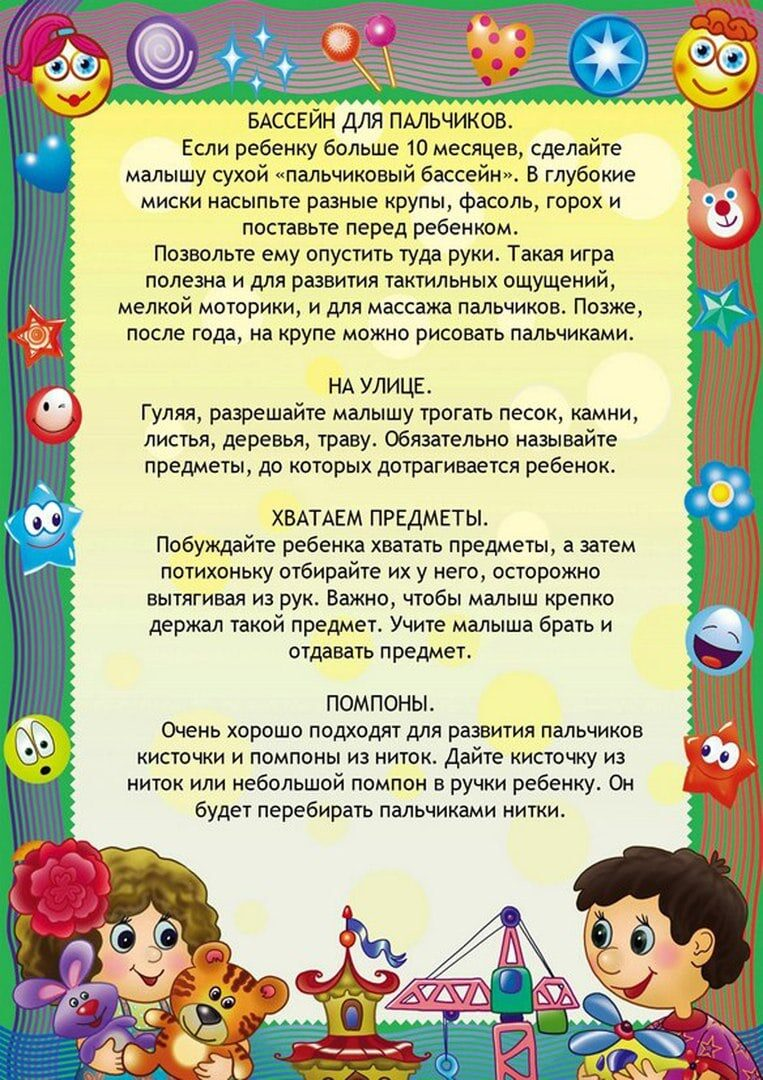 БАССЕЙН ДЛЯ ПАЛЬЧИКОВ.
Если ребенку больше 10 месяцев, сделайте
малышу сухой «пальчиковый бассейн». В глубокие
миски насыпьте разные крупы, фасоль, горох и
поставьте перед ребенком.
Позвольте ему опустить туда руки. Такая игра
полезна и для развития тактильных ощущений,
мелкой моторики, и для массажа пальчиков. Позже,
после года, на крупе можно рисовать пальчиками.
НА УЛИЦЕ.
Гуляя, разрешайте малышу трогать песок, камни,
листья, деревья, траву. Обязательно называйте
предметы, до которых дотрагивается ребенок.
ХВАТАЕМ ПРЕДМЕТЫ.
Побуждайте ребенка хватать предметы, а затем
потихоньку отбирайте их у него, осторожно
вытягивая из рук. Важно, чтобы малыш крепко
держал такой предмет. Учите малыша брать и
отдавать предмет.
ПОМПОНЫ.
Очень хорошо подходят для развития пальчиков
кисточки и помпоны из ниток. Дайте кисточку из
ниток или небольшой помпон в ручки ребенку. Он
будет перебирать пальчиками нитки.